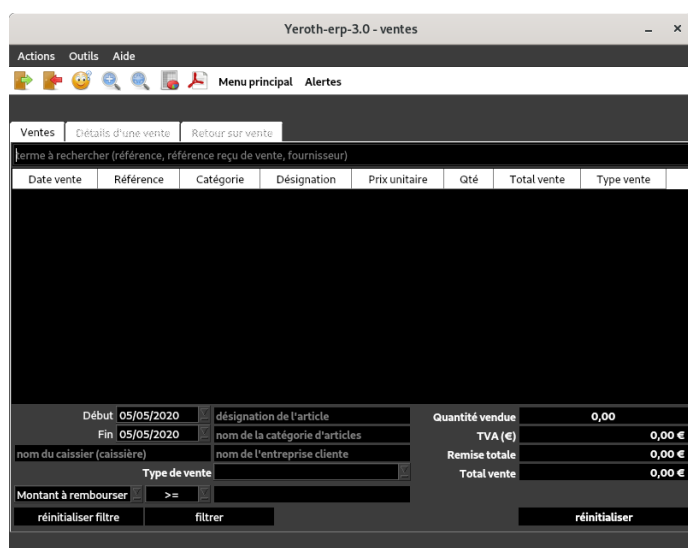 Yeroth-erp-3.0 - ventes
Actions Outils Aide
Menu principal Alertes
Ventes Détails d'une vente Retour sur vente
terme à rechercher (référence, référence reçu de vente, fournisseur)
Date vente Référence Catégorie Désignation Prix unitaire Qté Total vente Type vente
Début 05/05/2020 désignation de l'article Quantité vendue 0,00
Fin 05/05/2020 nom de la catégorie d'articles TVA (€) 0,00 €
nom du caissier (caissière) nom de l'entreprise cliente Remise totale 0,00 €
Type de vente Total vente 0,00 €
Montant à rembourser >=
réinitialiser filtre filtrer réinitialiser